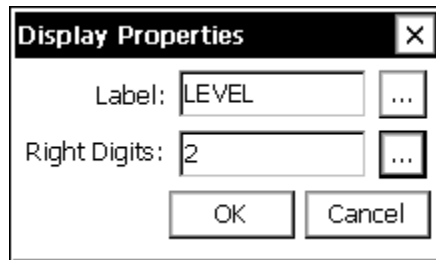 Display Properties
Label: LEVEL ...
Right Digits: 2 ...
OK Cancel